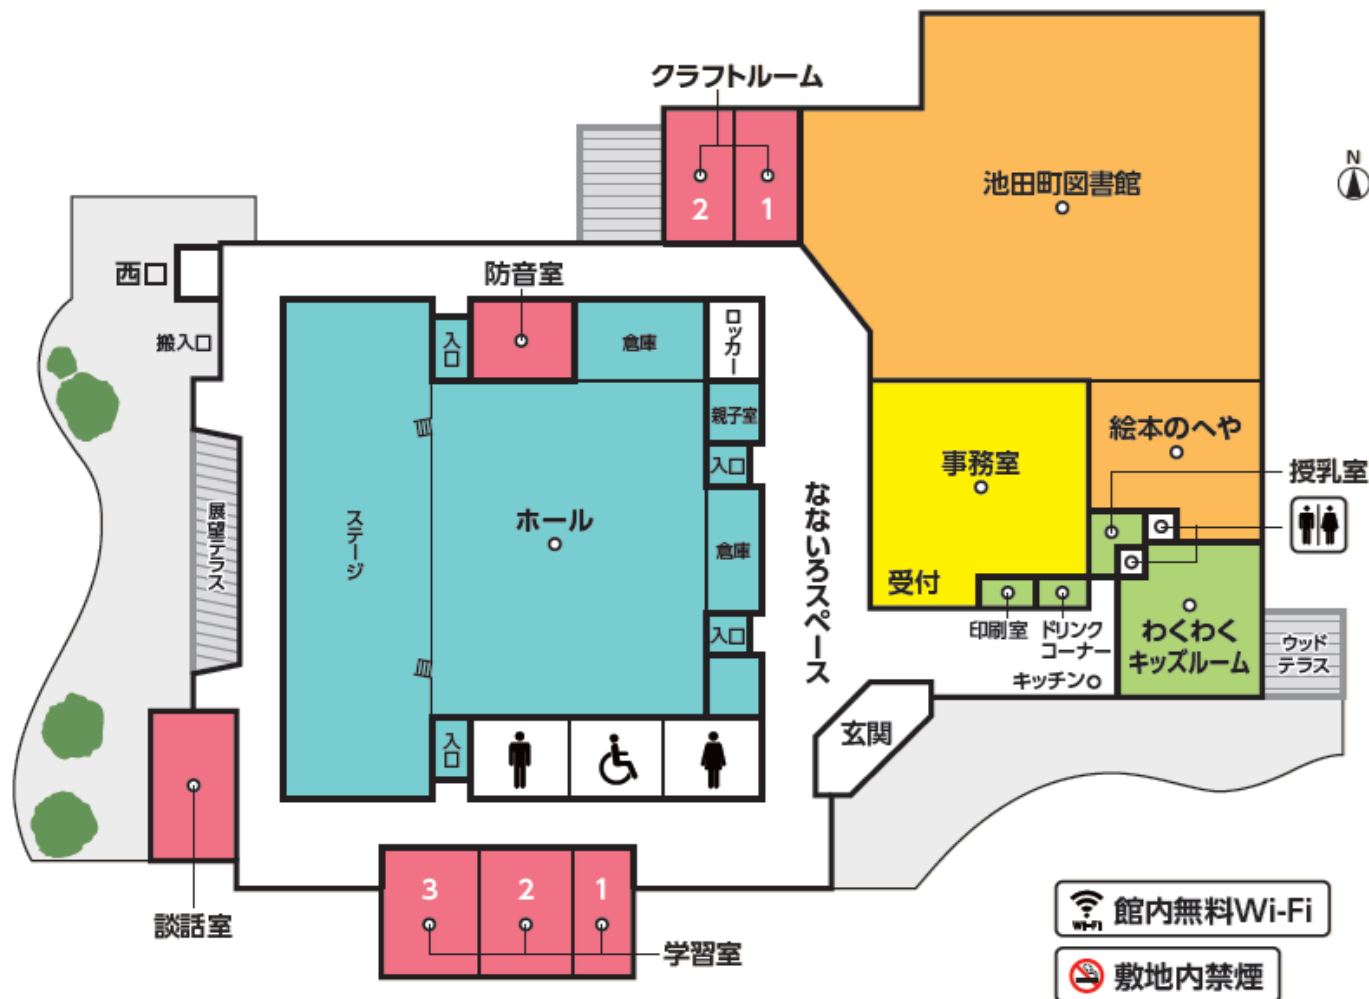 クラフトルーム
2
1
池田町図書館
N
西口
防音室
搬入口
入口
倉庫
ロッカー
親子室
絵本のへや
入口
事務室
授乳室
展望テラス
ステージ
ホール
倉庫
なないろスペース
受付
印刷室
ドリンク
コーナー
わくわく
キッズルーム
ウッド
テラス
入口
キッチン
玄関
入口
3
2
1
談話室
学習室
Wi-Fi
館内無料Wi-Fi
敷地内禁煙